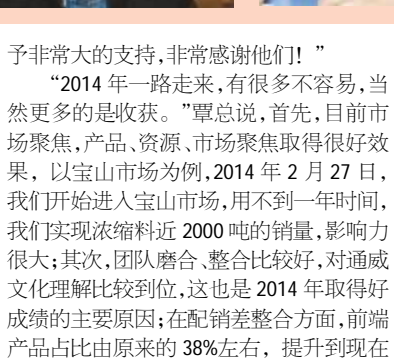 予非常大的支持,非常感谢他们！”
“2014 年一路走来,有很多不容易,当
然更多的是收获。”覃总说,首先,目前市
场聚焦,产品、资源、市场聚焦取得很好效
果，以宝山市场为例,2014 年 2 月 27 日,
我们开始进入宝山市场,用不到一年时间,
我们实现浓缩料近 2000 吨的销量,影响力
很大;其次,团队磨合、整合比较好,对通威
文化理解比较到位,这也是 2014 年取得好
成绩的主要原因;在配销差整合方面,前端
产品占比由原来的 38%左右，提升到现在